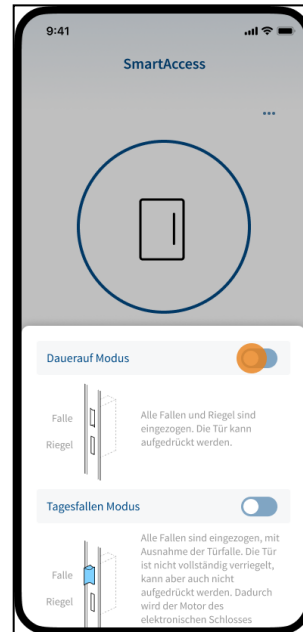 9:41
SmartAccess
...
Dauerauf Modus
Falle
Riegel
Alle Fallen und Riegel sind
eingezogen. Die Tür kann
aufgedrückt werden.
Tagesfallen Modus
Falle
Riegel
Alle Fallen sind eingezogen, mit
Ausnahme der Türfalle. Die Tür
ist nicht vollständig verriegelt,
kann aber auch nicht
aufgedrückt werden. Dadurch
wird der Motor des
elektronischen Schlosses